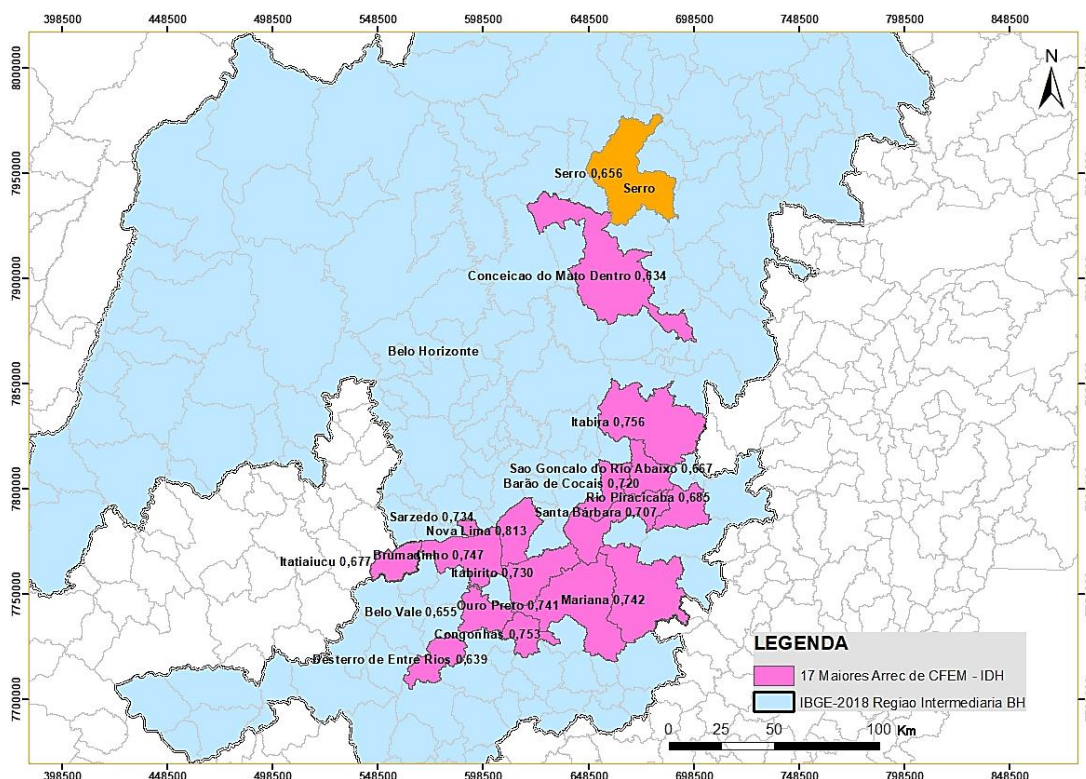 398500 448500 498500 548500 598500 648500 698500 748500 798500 848500
N
8000000
7950000
7900000
7850000
7800000
7750000
7700000
Serro 0,656
Serro
Conceicao do Mato Dentro 0,634
Belo Horizonte
Itabira 0,756
Sao Goncalo do Rio Abaixo 0,667
Barão de Cocais 0,720
Rio Piracicaba 0,685
Santa Bárbara 0,707
Sarzedo 0,734
Nova Lima 0,813
Brumadinho 0,747
Itatiaiucu 0,677
Itabirito 0,730
Mariana 0,742
Ouro Preto 0,741
Belo Vale 0,655
Congonhas 0,753
Desterro de Entre Rios 0,639
LEGENDA
17 Maiores Arrec de CFEM - IDH
IBGE-2018 Regiao Intermediaria BH
0 25 50 100 Km
398500 448500 498500 548500 598500 648500 698500 748500 798500 848500